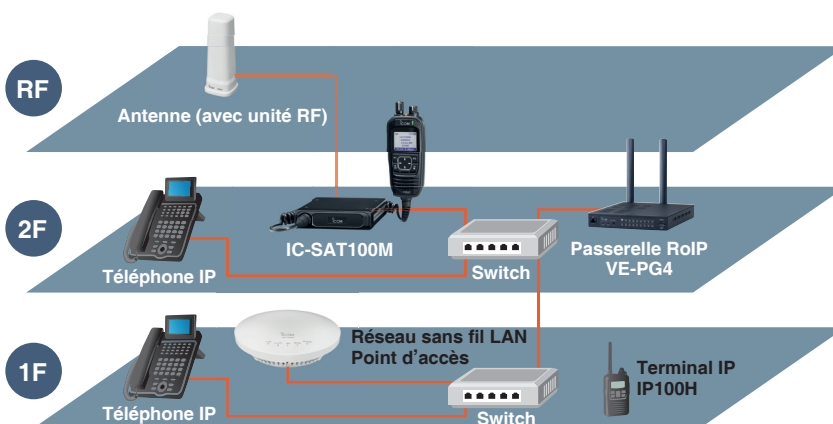 RF
Antenne (avec unité RF)
2F
IC-SAT100M
Téléphone IP
Switch
Passerelle RoIP
VE-PG4
1F
Réseau sans fil LAN
Point d’accès
Terminal IP
IP100H
Téléphone IP
Switch